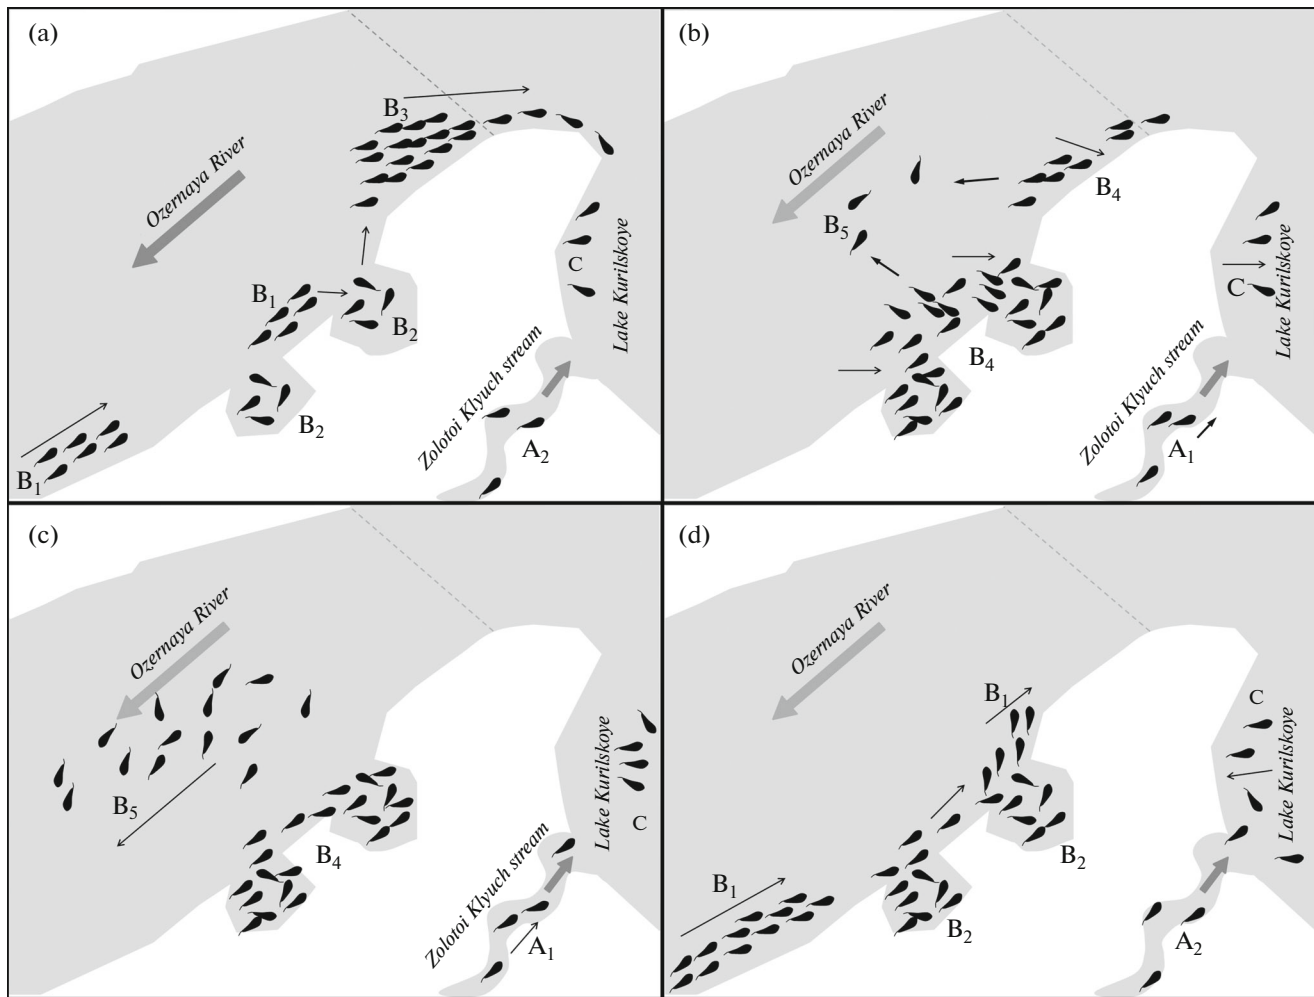 (a)
B3
Ozernaya River
B1
B2
C
Lake Kurilskoye
Zolotoi Klyuch stream
B2
A2
B1
(b)
Ozernaya River
B4
B5
C
Lake Kurilskoye
B4
Zolotoi Klyuch stream
A1
(c)
Ozernaya River
B5
Lake Kurilskoye
C
B4
Zolotoi Klyuch stream
A1
(d)
Ozernaya River
B1
C
Lake Kurilskoye
B2
B1
B2
A2